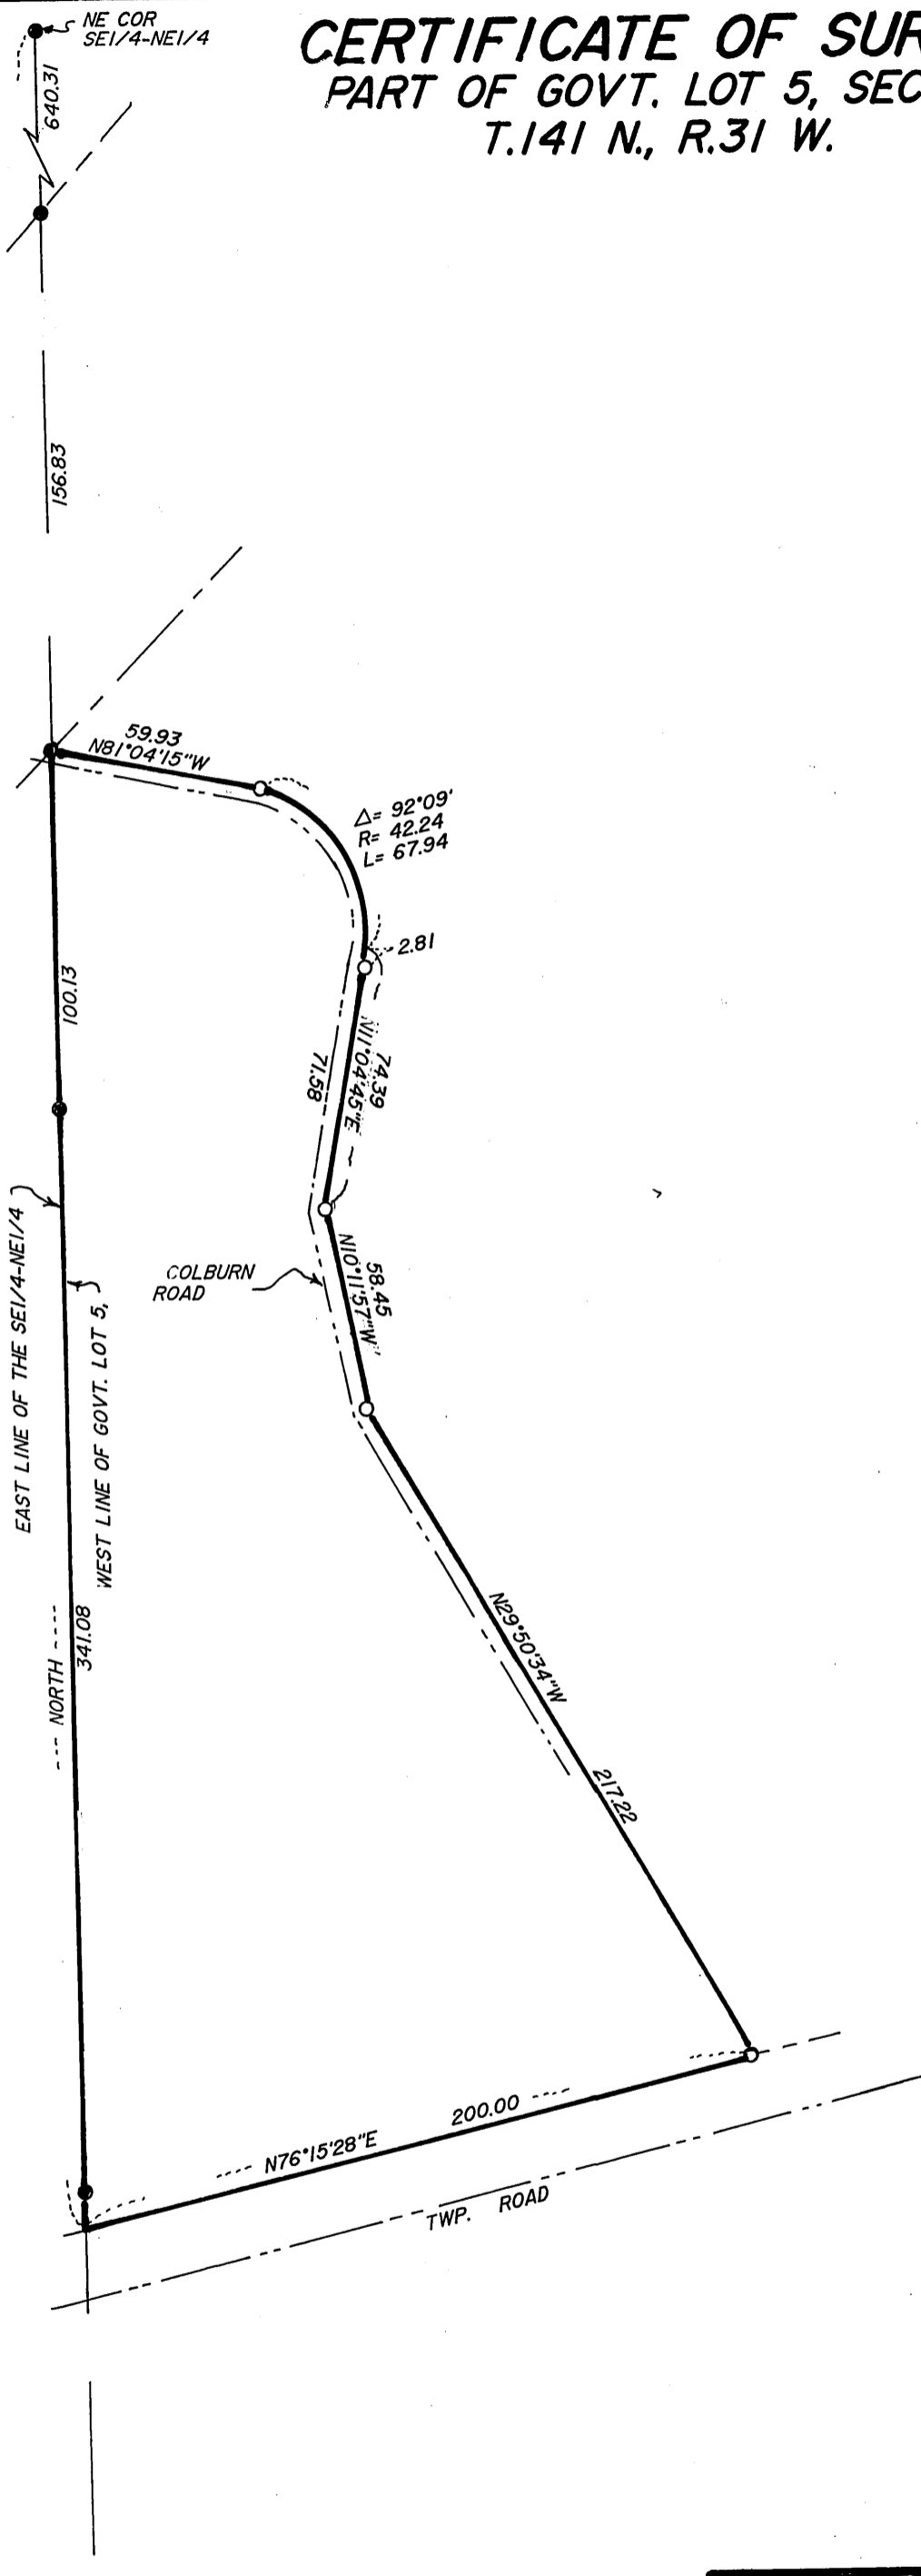 CERTIFICATE OF SUR
PART OF GOVT. LOT 5, SEC
T.141 N., R.31 W.
NE COR
SE1/4-NE1/4
640.31
156.83
59.93
N81°04'15"W
Δ= 92°09'
R= 42.24
L= 67.94
2.81
100.13
74.39
N11°04'45"E
71.58
58.45
N10°11'57"W
COLBURN
ROAD
EAST LINE OF THE SE1/4-NE1/4
WEST LINE OF GOVT. LOT 5,
NORTH
341.08
N29°50'34"W
217.22
200.00
N76°15'28"E
TWP. ROAD